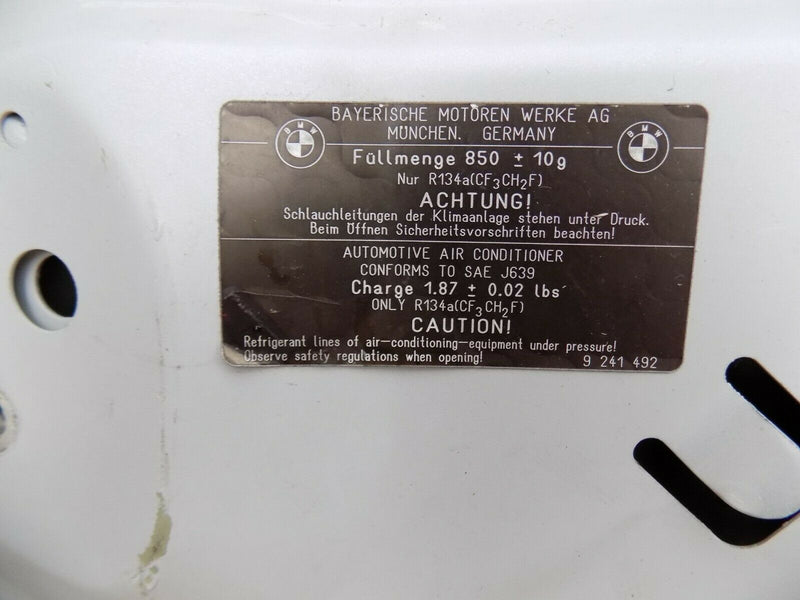 BAYERISCHE MOTOREN WERKE AG
MÜNCHEN. GERMANY
BMW
BMW
Füllmenge 850 ± 10g
Nur R134a(CF₃CH₂F)
ACHTUNG!
Schlauchleitungen der Klimaanlage stehen unter Druck.
Beim Öffnen Sicherheitsvorschriften beachten!
AUTOMOTIVE AIR CONDITIONER
CONFORMS TO SAE J639
Charge 1.87 ± 0.02 lbs
ONLY R134a(CF₃CH₂F)
CAUTION!
Refrigerant lines of air-conditioning-equipment under pressure!
Observe safety regulations when opening!
9 241 492